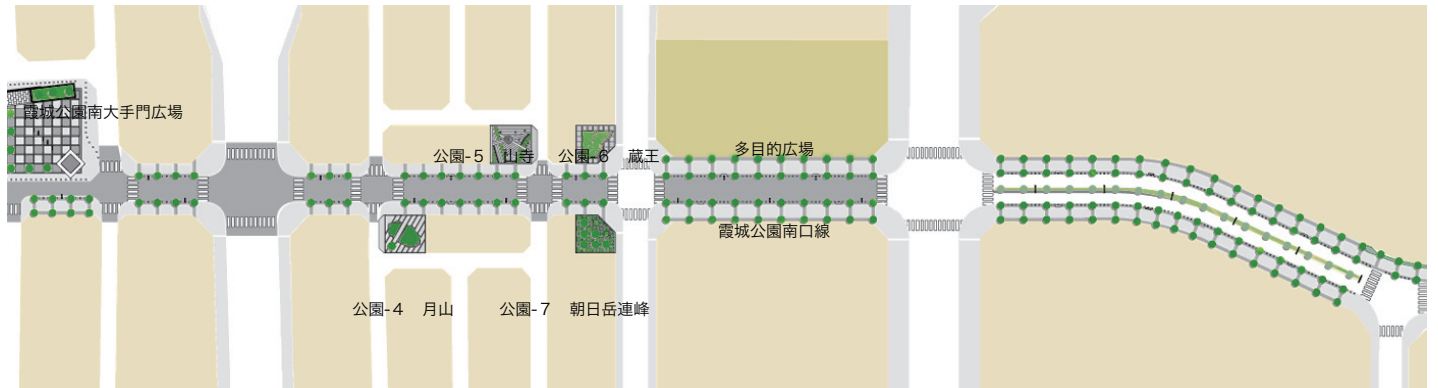 霞城公園南大手門広場
公園-5　山寺
公園-6　蔵王
多目的広場
霞城公園南口線
公園-4　月山
公園-7　朝日岳連峰